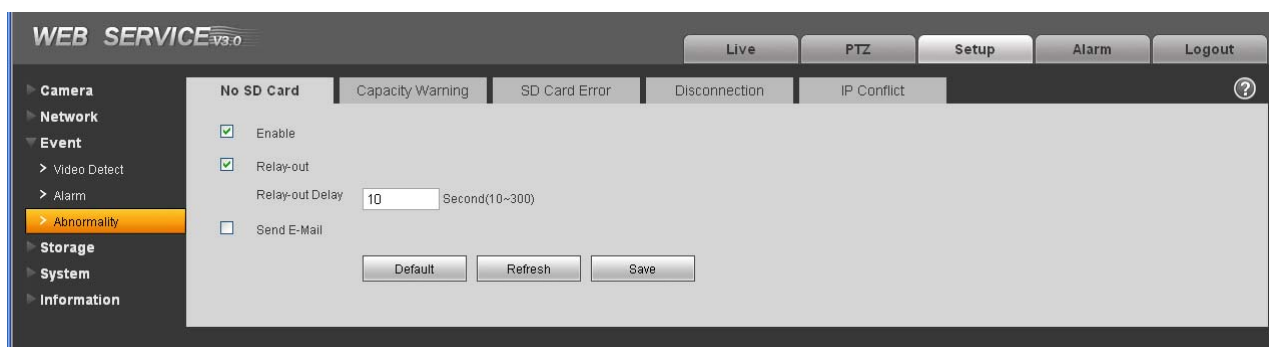 WEB SERVICE V3.0
Live PTZ Setup Alarm Logout
Camera
Network
Event
> Video Detect
> Alarm
> Abnormality
Storage
System
Information
No SD Card Capacity Warning SD Card Error Disconnection IP Conflict ?
Enable
Relay-out
Relay-out Delay 10 Second(10~300)
Send E-Mail
Default Refresh Save